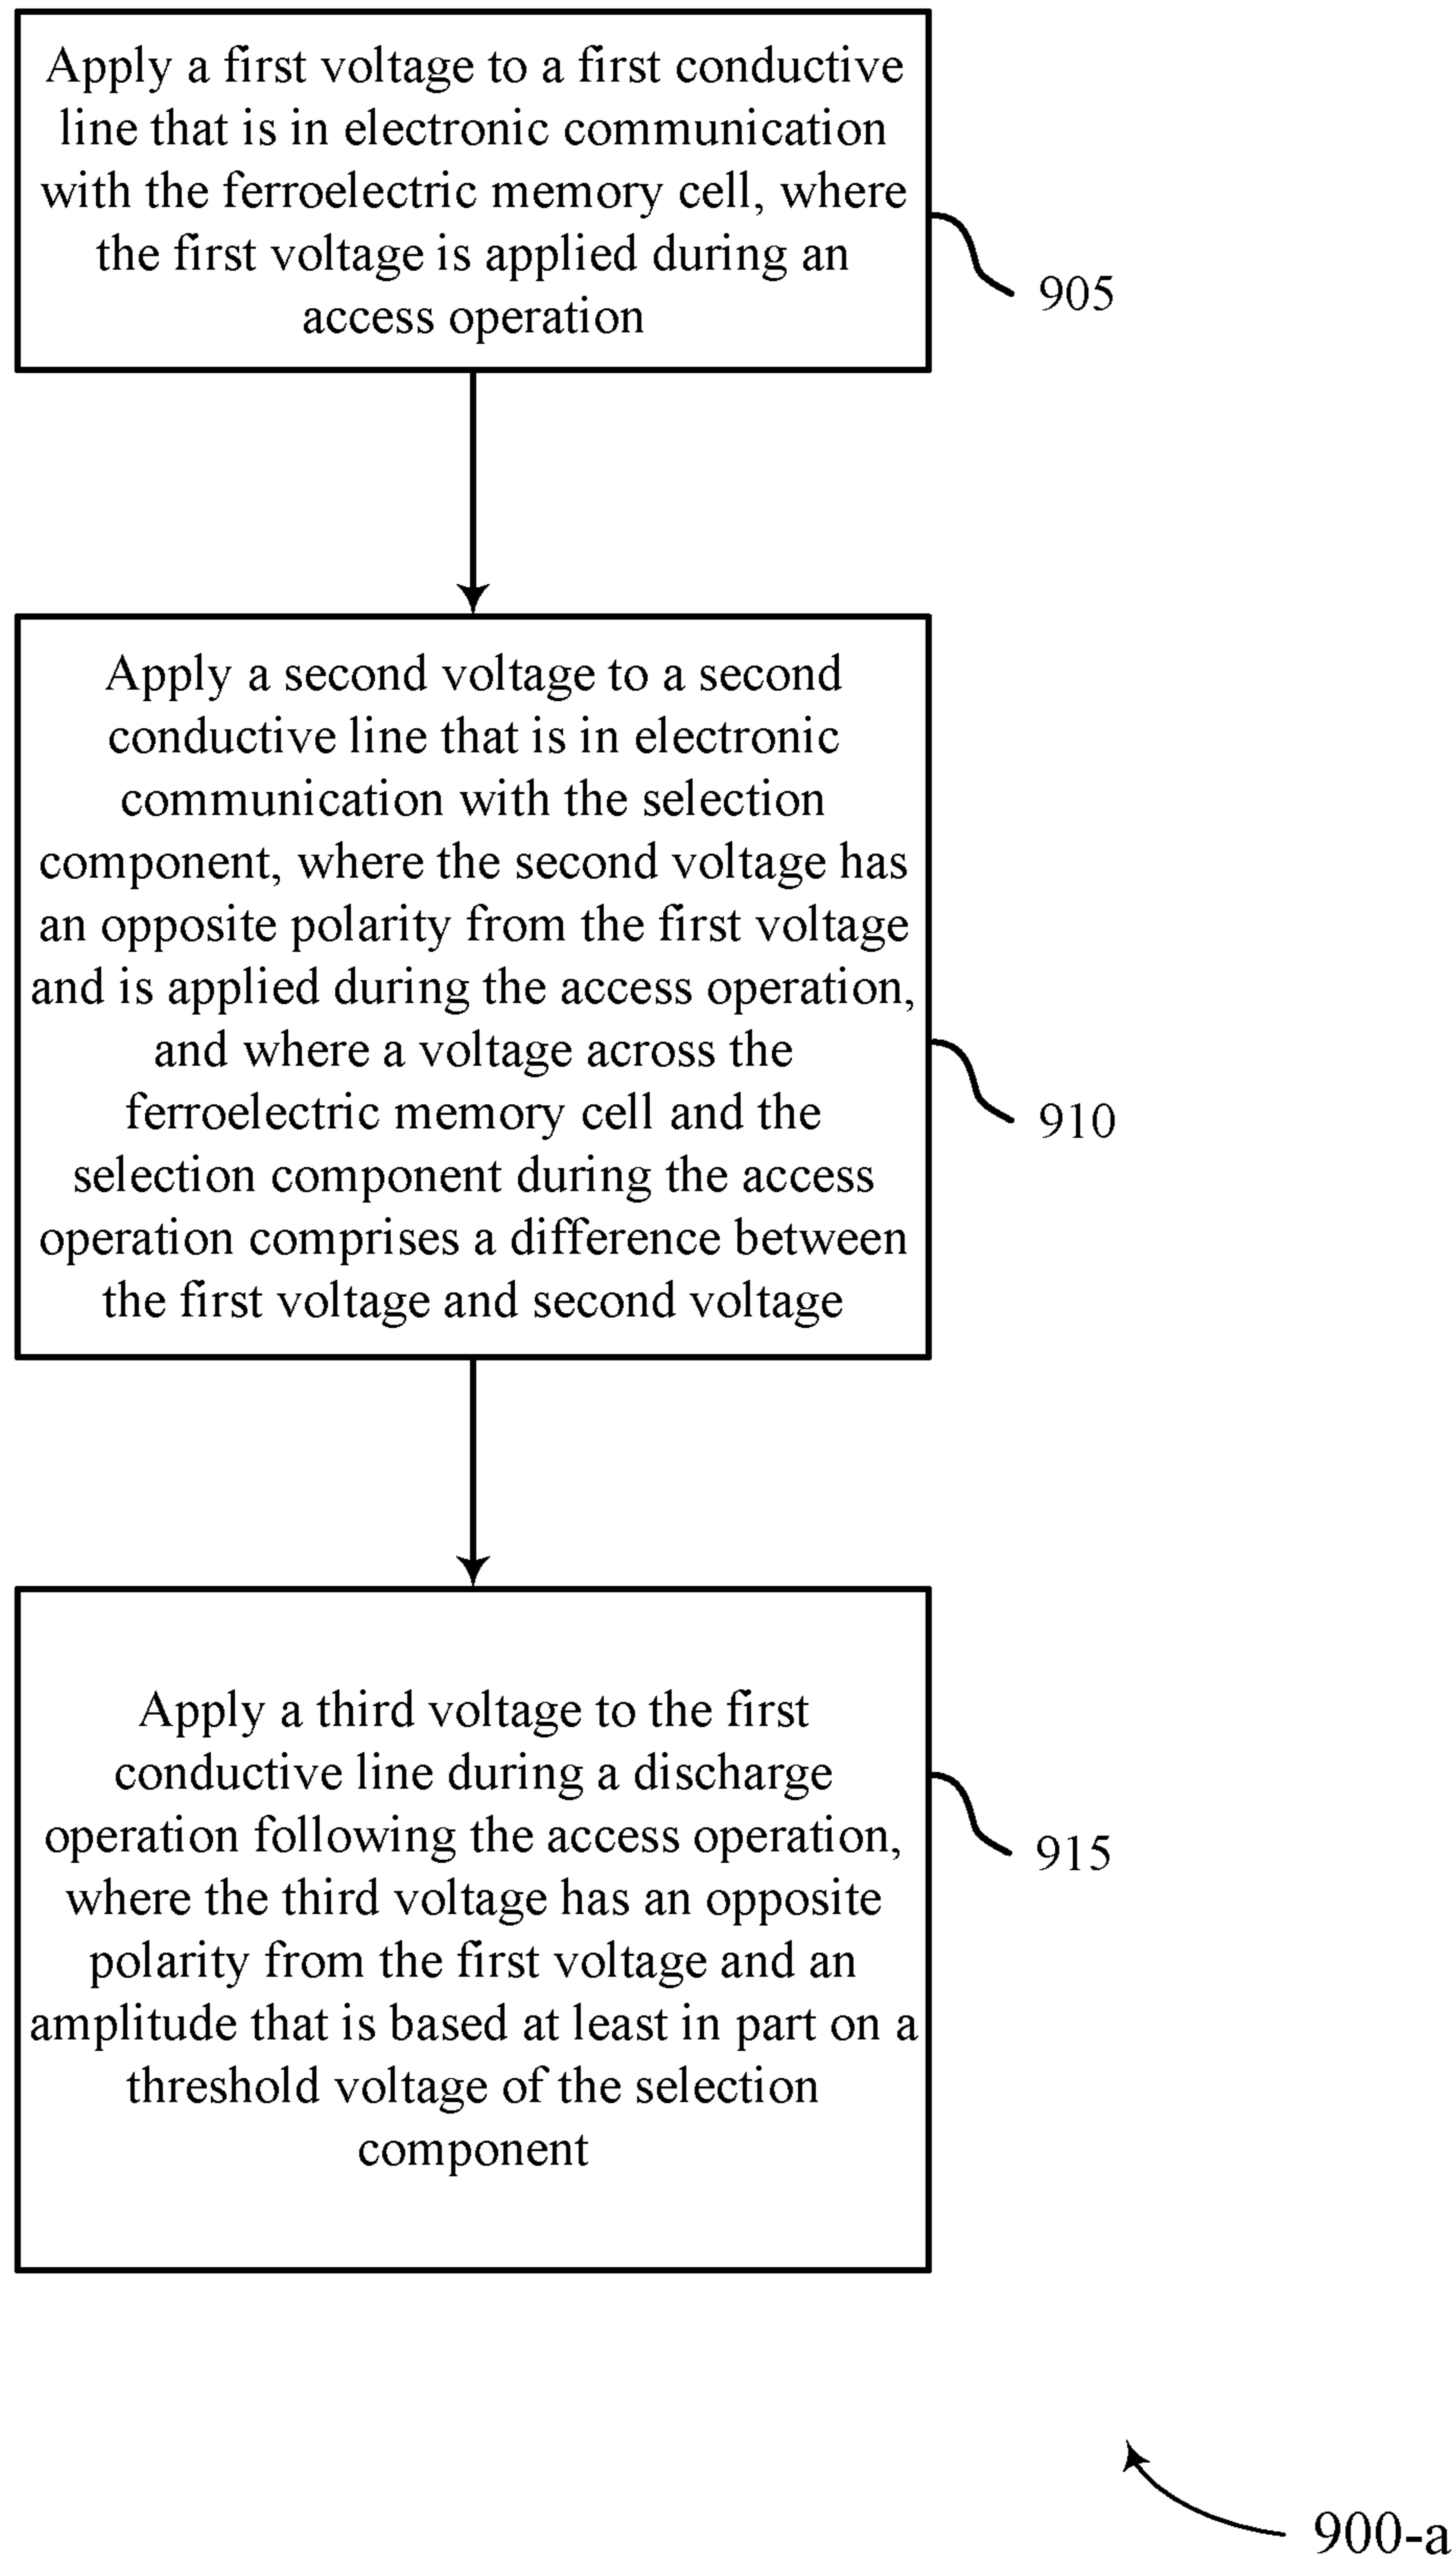 Apply a first voltage to a first conductive
line that is in electronic communication
with the ferroelectric memory cell, where
the first voltage is applied during an
access operation
905
Apply a second voltage to a second
conductive line that is in electronic
communication with the selection
component, where the second voltage has
an opposite polarity from the first voltage
and is applied during the access operation,
and where a voltage across the
ferroelectric memory cell and the
selection component during the access
operation comprises a difference between
the first voltage and second voltage
910
Apply a third voltage to the first
conductive line during a discharge
operation following the access operation,
where the third voltage has an opposite
polarity from the first voltage and an
amplitude that is based at least in part on a
threshold voltage of the selection
component
915
900-a